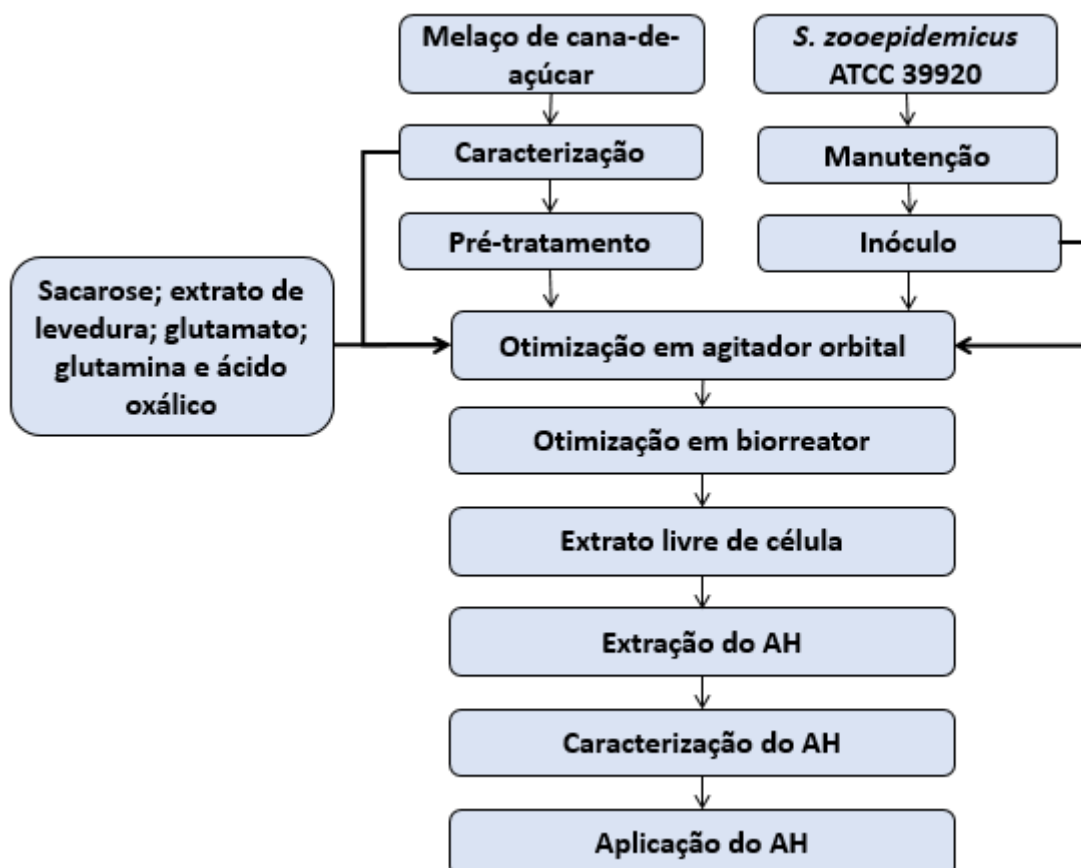 Melaço de cana-de-
açúcar
S. zooepidemicus
ATCC 39920
Caracterização
Manutenção
Pré-tratamento
Inóculo
Sacarose; extrato de
levedura; glutamato;
glutamina e ácido
oxálico
Otimização em agitador orbital
Otimização em biorreator
Extrato livre de célula
Extração do AH
Caracterização do AH
Aplicação do AH